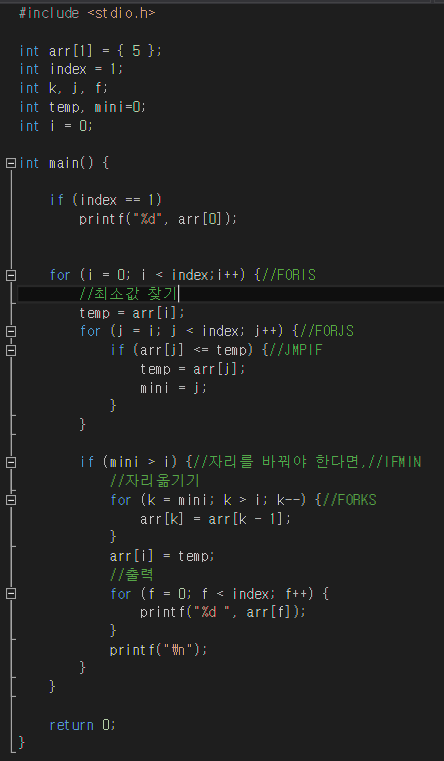 #include <stdio.h>
int arr[1] = { 5 };
int index = 1;
int k, j, f;
int temp, mini=0;
int i = 0;
int main() {
if (index == 1)
printf("%d", arr[0]);
for (i = 0; i < index;i++) {//FORIS
//최소값 찾기
temp = arr[i];
for (j = i; j < index; j++) {//FORJS
if (arr[j] <= temp) {//JMPIF
temp = arr[j];
mini = j;
}
}
if (mini > i) {//자리를 바꿔야 한다면,//IFMIN
//자리옮기기
for (k = mini; k > i; k--) {//FORKS
arr[k] = arr[k - 1];
}
arr[i] = temp;
//출력
for (f = 0; f < index; f++) {
printf("%d ", arr[f]);
}
printf("₩n");
}
}
return 0;
}